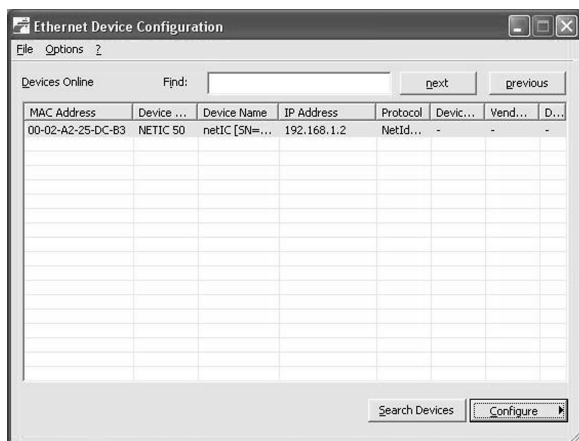 Ethernet Device Configuration
File Options ?
Devices Online Find: next previous
MAC Address Device ... Device Name IP Address Protocol Devic... Vend... D...
00-02-A2-25-DC-B3 NETIC 50 netIC [SN=... 192.168.1.2 NetId... - - -
Search Devices Configure